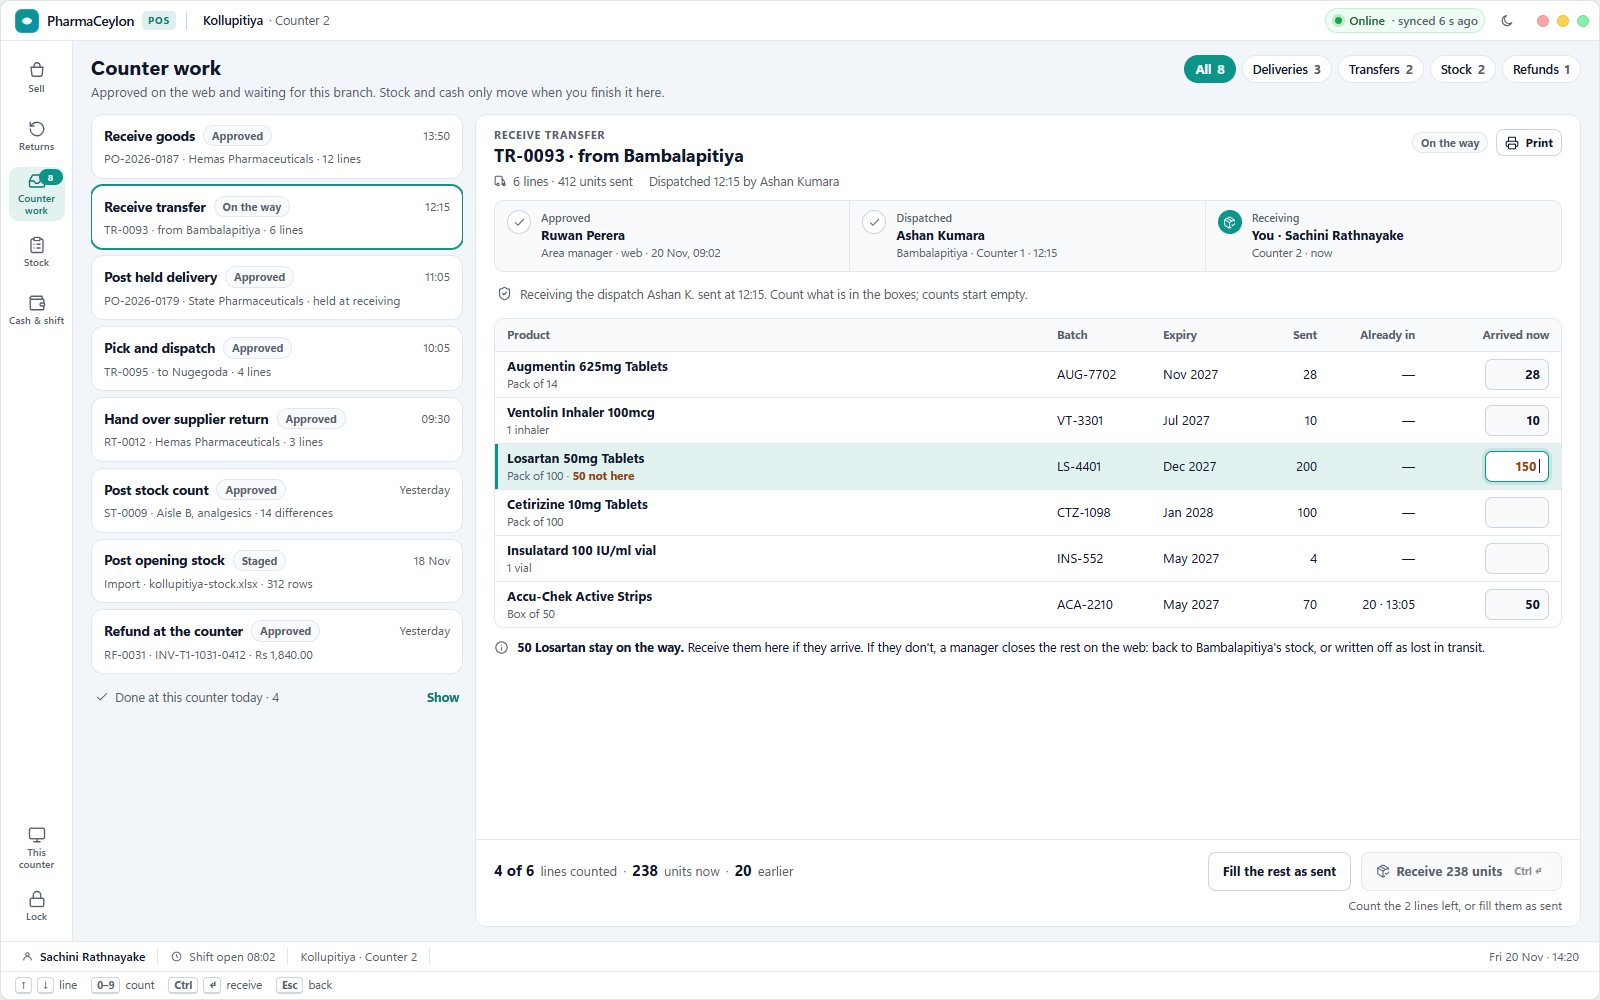 PharmaCeylon POS Kollupitiya · Counter 2
Online · synced 6 s ago
Sell
Returns
8
Counter work
Stock
Cash & shift
This counter
Lock
Counter work
Approved on the web and waiting for this branch. Stock and cash only move when you finish it here.
All 8 Deliveries 3 Transfers 2 Stock 2 Refunds 1
Receive goods Approved 13:50
PO-2026-0187 · Hemas Pharmaceuticals · 12 lines
Receive transfer On the way 12:15
TR-0093 · from Bambalapitiya · 6 lines
Post held delivery Approved 11:05
PO-2026-0179 · State Pharmaceuticals · held at receiving
Pick and dispatch Approved 10:05
TR-0095 · to Nugegoda · 4 lines
Hand over supplier return Approved 09:30
RT-0012 · Hemas Pharmaceuticals · 3 lines
Post stock count Approved Yesterday
ST-0009 · Aisle B, analgesics · 14 differences
Post opening stock Staged 18 Nov
Import · kollupitiya-stock.xlsx · 312 rows
Refund at the counter Approved Yesterday
RF-0031 · INV-T1-1031-0412 · Rs 1,840.00
Done at this counter today · 4 Show
RECEIVE TRANSFER
TR-0093 · from Bambalapitiya
On the way Print
6 lines · 412 units sent Dispatched 12:15 by Ashan Kumara
Approved
Ruwan Perera
Area manager · web · 20 Nov, 09:02
Dispatched
Ashan Kumara
Bambalapitiya · Counter 1 · 12:15
Receiving
You · Sachini Rathnayake
Counter 2 · now
Receiving the dispatch Ashan K. sent at 12:15. Count what is in the boxes; counts start empty.
Product Batch Expiry Sent Already in Arrived now
Augmentin 625mg Tablets
Pack of 14
AUG-7702 Nov 2027 28 — 28
Ventolin Inhaler 100mcg
1 inhaler
VT-3301 Jul 2027 10 — 10
Losartan 50mg Tablets
Pack of 100 · 50 not here
LS-4401 Dec 2027 200 — 150
Cetirizine 10mg Tablets
Pack of 100
CTZ-1098 Jan 2028 100 —
Insulatard 100 IU/ml vial
1 vial
INS-552 May 2027 4 —
Accu-Chek Active Strips
Box of 50
ACA-2210 May 2027 70 20 · 13:05 50
50 Losartan stay on the way. Receive them here if they arrive. If they don't, a manager closes the rest on the web: back to Bambalapitiya's stock, or written off as lost in transit.
4 of 6 lines counted · 238 units now · 20 earlier
Fill the rest as sent
Receive 238 units Ctrl ↵
Count the 2 lines left, or fill them as sent
Sachini Rathnayake Shift open 08:02 Kollupitiya · Counter 2 Fri 20 Nov · 14:20
↑ ↓ line 0–9 count Ctrl ↵ receive Esc back